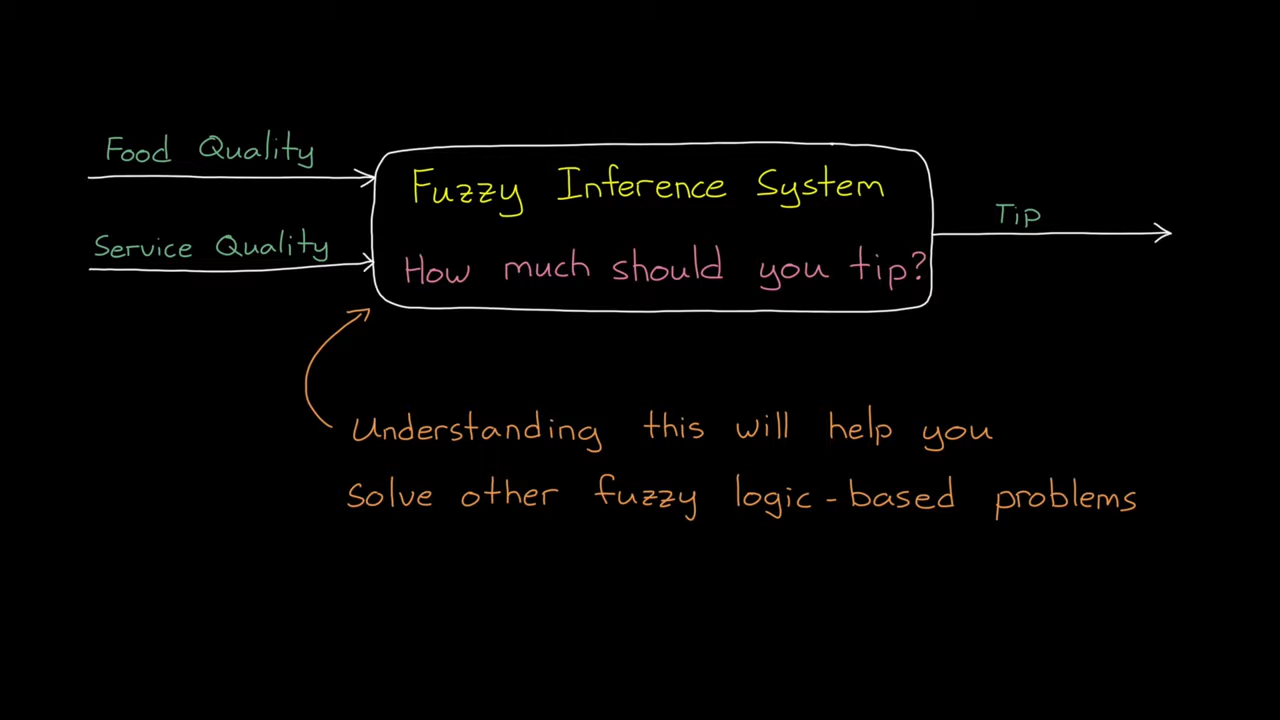 Food Quality
Service Quality
Fuzzy Inference System
How much should you tip?
Tip
Understanding this will help you
solve other fuzzy logic-based problems